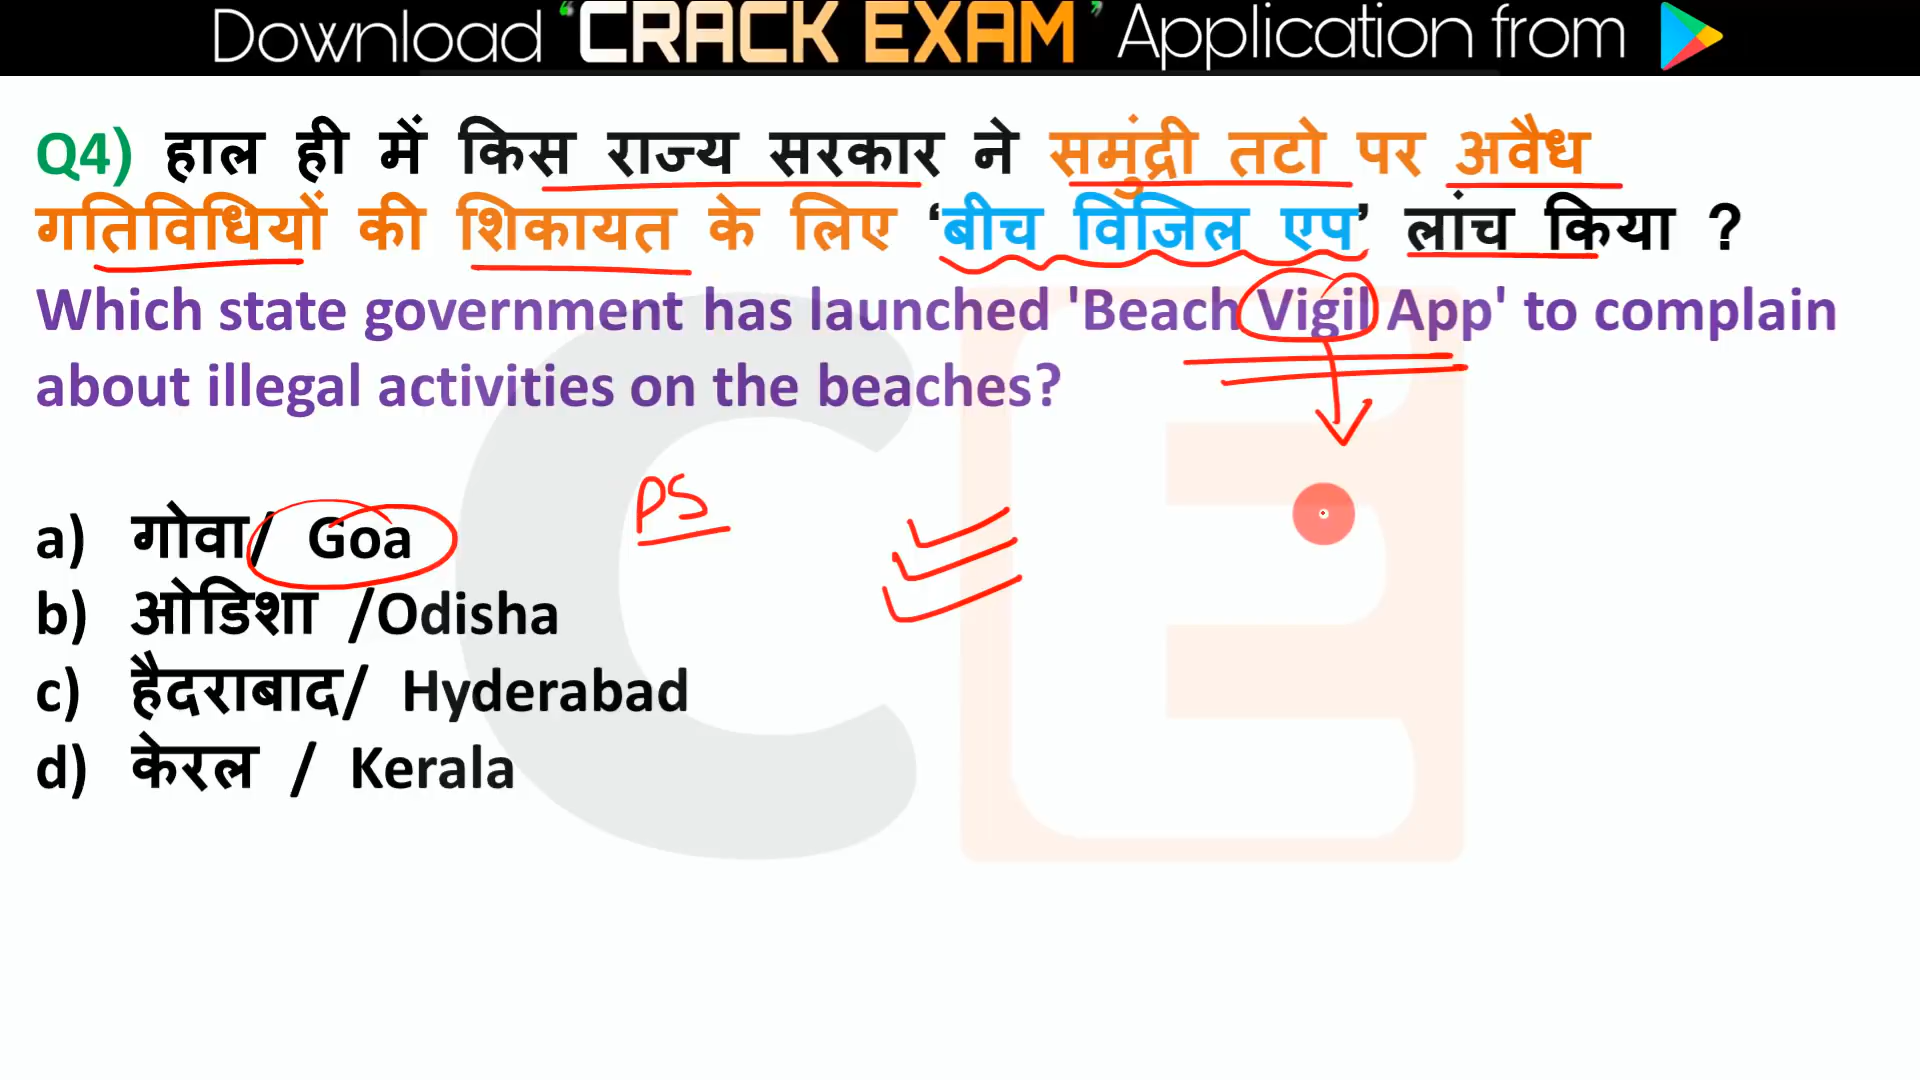 Download ‘CRACK EXAM’ Application from
Q4) हाल ही में किस राज्य सरकार ने समुंद्री तटो पर अवैध
गतिविधियों की शिकायत के लिए ‘बीच विजिल एप’ लांच किया ?
Which state government has launched 'Beach Vigil App' to complain
about illegal activities on the beaches?
PS
a) गोवा/ Goa
b) ओडिशा /Odisha
c) हैदराबाद/ Hyderabad
d) केरल / Kerala
CE